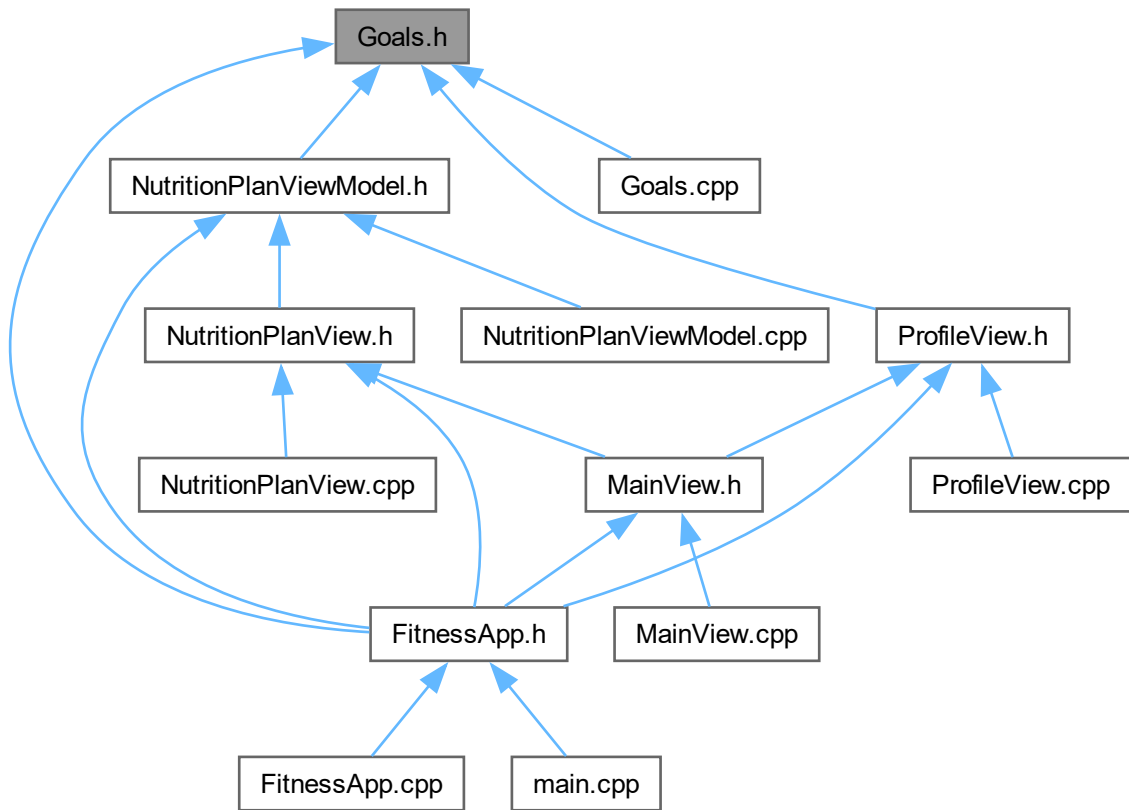 Goals.h
NutritionPlanViewModel.h
Goals.cpp
NutritionPlanView.h
NutritionPlanViewModel.cpp
ProfileView.h
NutritionPlanView.cpp
MainView.h
ProfileView.cpp
FitnessApp.h
MainView.cpp
FitnessApp.cpp
main.cpp